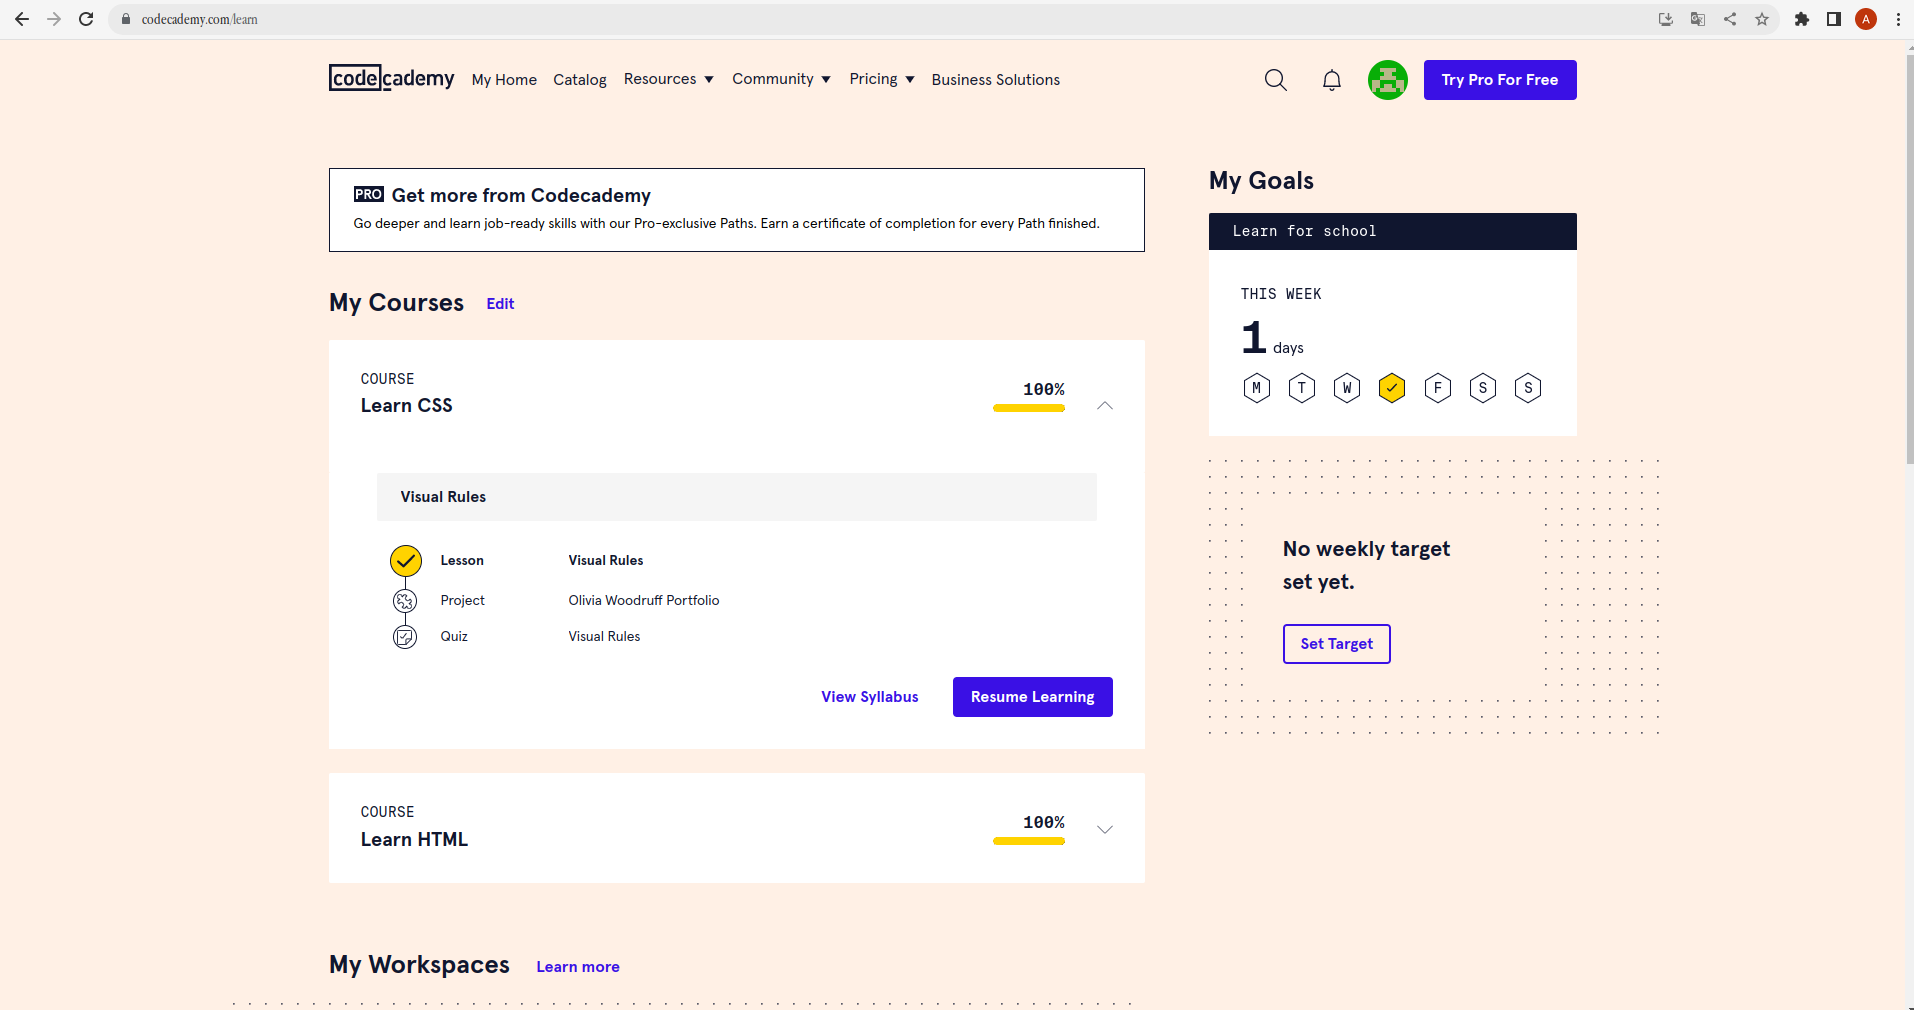 codecademy.com/learn
A
codecademy
My Home
Catalog
Resources
Community
Pricing
Business Solutions
Try Pro For Free
PRO Get more from Codecademy
Go deeper and learn job-ready skills with our Pro-exclusive Paths. Earn a certificate of completion for every Path finished.
My Courses
Edit
COURSE
Learn CSS
100%
Visual Rules
Lesson
Visual Rules
Project
Olivia Woodruff Portfolio
Quiz
Visual Rules
View Syllabus
Resume Learning
COURSE
Learn HTML
100%
My Workspaces
Learn more
My Goals
Learn for school
THIS WEEK
1 days
M T W F S S
No weekly target
set yet.
Set Target